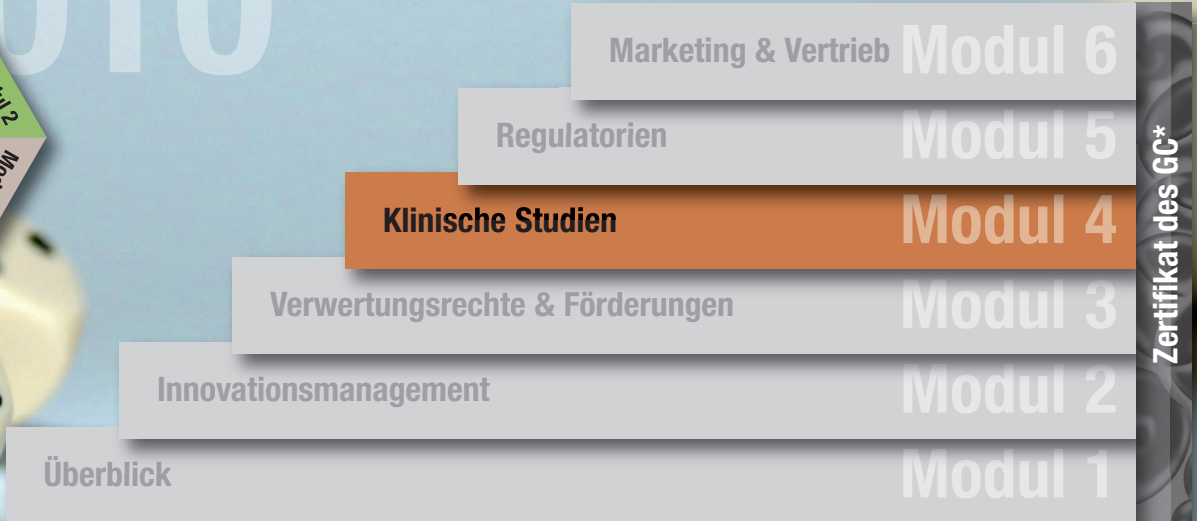 Marketing & Vertrieb Modul 6
Regulatorien Modul 5
Klinische Studien Modul 4
Verwertungsrechte & Förderungen Modul 3
Innovationsmanagement Modul 2
Überblick Modul 1
Zertifikat des GC*